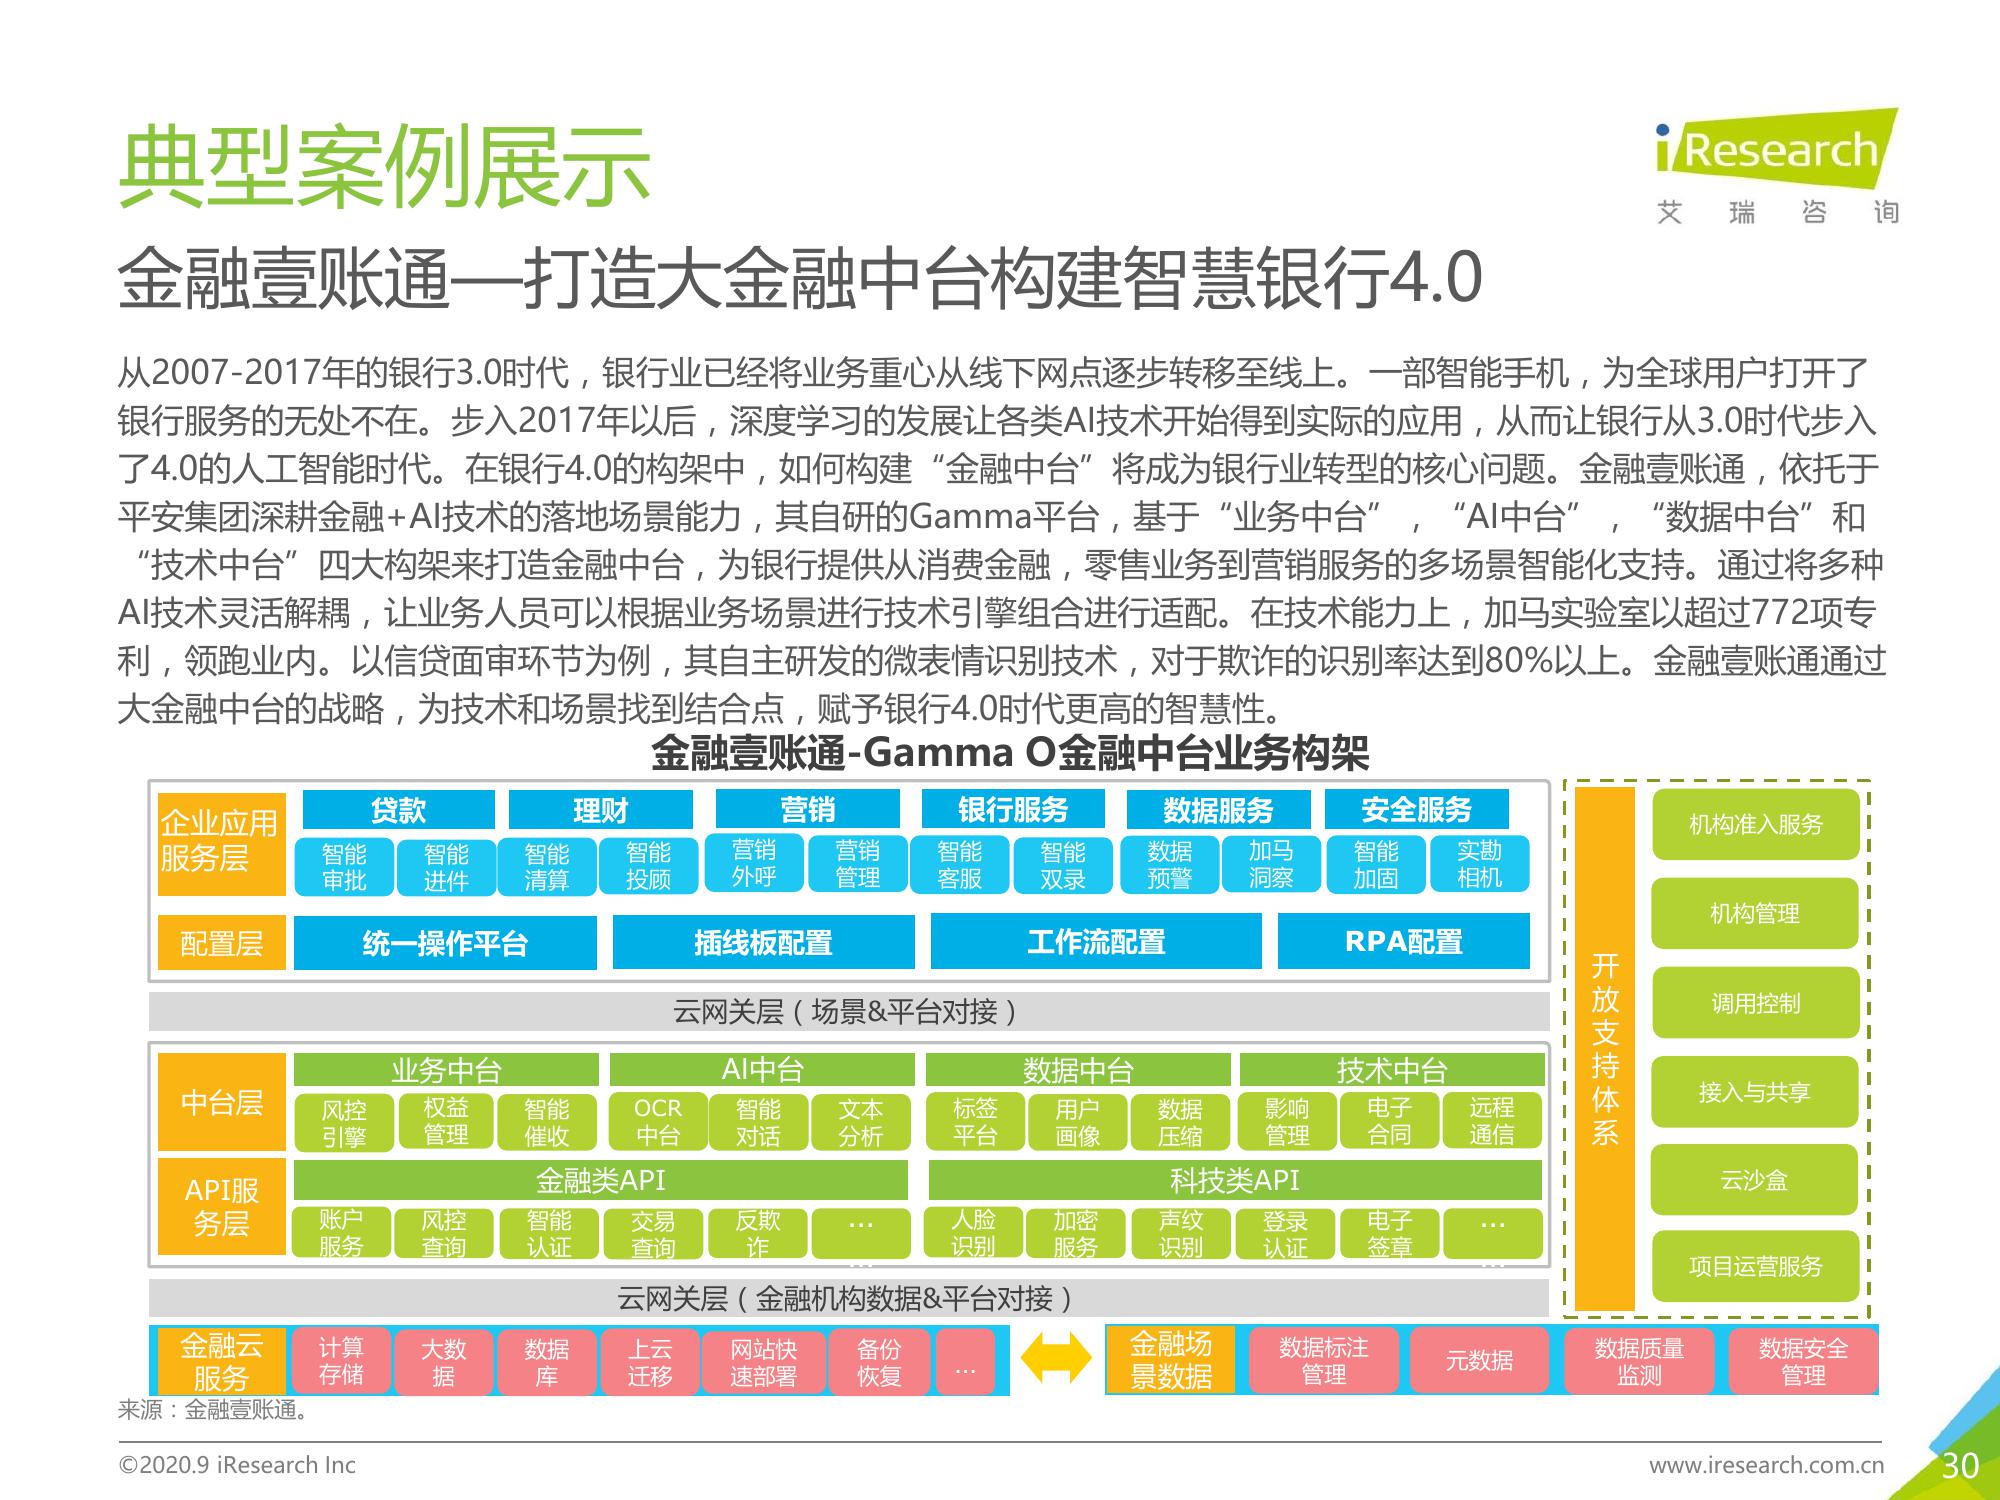 典型案例展示
iResearch
艾瑞咨询
金融壹账通—打造大金融中台构建智慧银行4.0
从2007-2017年的银行3.0时代，银行业已经将业务重心从线下网点逐步转移至线上。一部智能手机，为全球用户打开了
银行服务的无处不在。步入2017年以后，深度学习的发展让各类AI技术开始得到实际的应用，从而让银行从3.0时代步入
了4.0的人工智能时代。在银行4.0的构架中，如何构建“金融中台”将成为银行业转型的核心问题。金融壹账通，依托于
平安集团深耕金融+AI技术的落地场景能力，其自研的Gamma平台，基于“业务中台”，“AI中台”，“数据中台”和
“技术中台”四大构架来打造金融中台，为银行提供从消费金融，零售业务到营销服务的多场景智能化支持。通过将多种
AI技术灵活解耦，让业务人员可以根据业务场景进行技术引擎组合进行适配。在技术能力上，加马实验室以超过772项专
利，领跑业内。以信贷面审环节为例，其自主研发的微表情识别技术，对于欺诈的识别率达到80%以上。金融壹账通通过
大金融中台的战略，为技术和场景找到结合点，赋予银行4.0时代更高的智慧性。
金融壹账通-Gamma O金融中台业务构架
企业应用
服务层
贷款
理财
营销
银行服务
数据服务
安全服务
智能
审批
智能
进件
智能
清算
智能
投顾
营销
外呼
营销
管理
智能
客服
智能
双录
数据
预警
加马
洞察
智能
加固
实勘
相机
配置层
统一操作平台
插线板配置
工作流配置
RPA配置
云网关层（场景&平台对接）
中台层
业务中台
AI中台
数据中台
技术中台
风控
引擎
权益
管理
智能
催收
OCR
中台
智能
对话
文本
分析
标签
平台
用户
画像
数据
压缩
影响
管理
电子
合同
远程
通信
API服
务层
金融类API
科技类API
账户
服务
风控
查询
智能
认证
交易
查询
反欺
诈
…
…
人脸
识别
加密
服务
声纹
识别
登录
认证
电子
签章
…
…
云网关层（金融机构数据&平台对接）
金融云
服务
计算
存储
大数
据
数据
库
上云
迁移
网站快
速部署
备份
恢复
…
金融场
景数据
数据标注
管理
元数据
数据质量
监测
数据安全
管理
开
放
支
持
体
系
机构准入服务
机构管理
调用控制
接入与共享
云沙盒
项目运营服务
来源：金融壹账通。
©2020.9 iResearch Inc
www.iresearch.com.cn
30